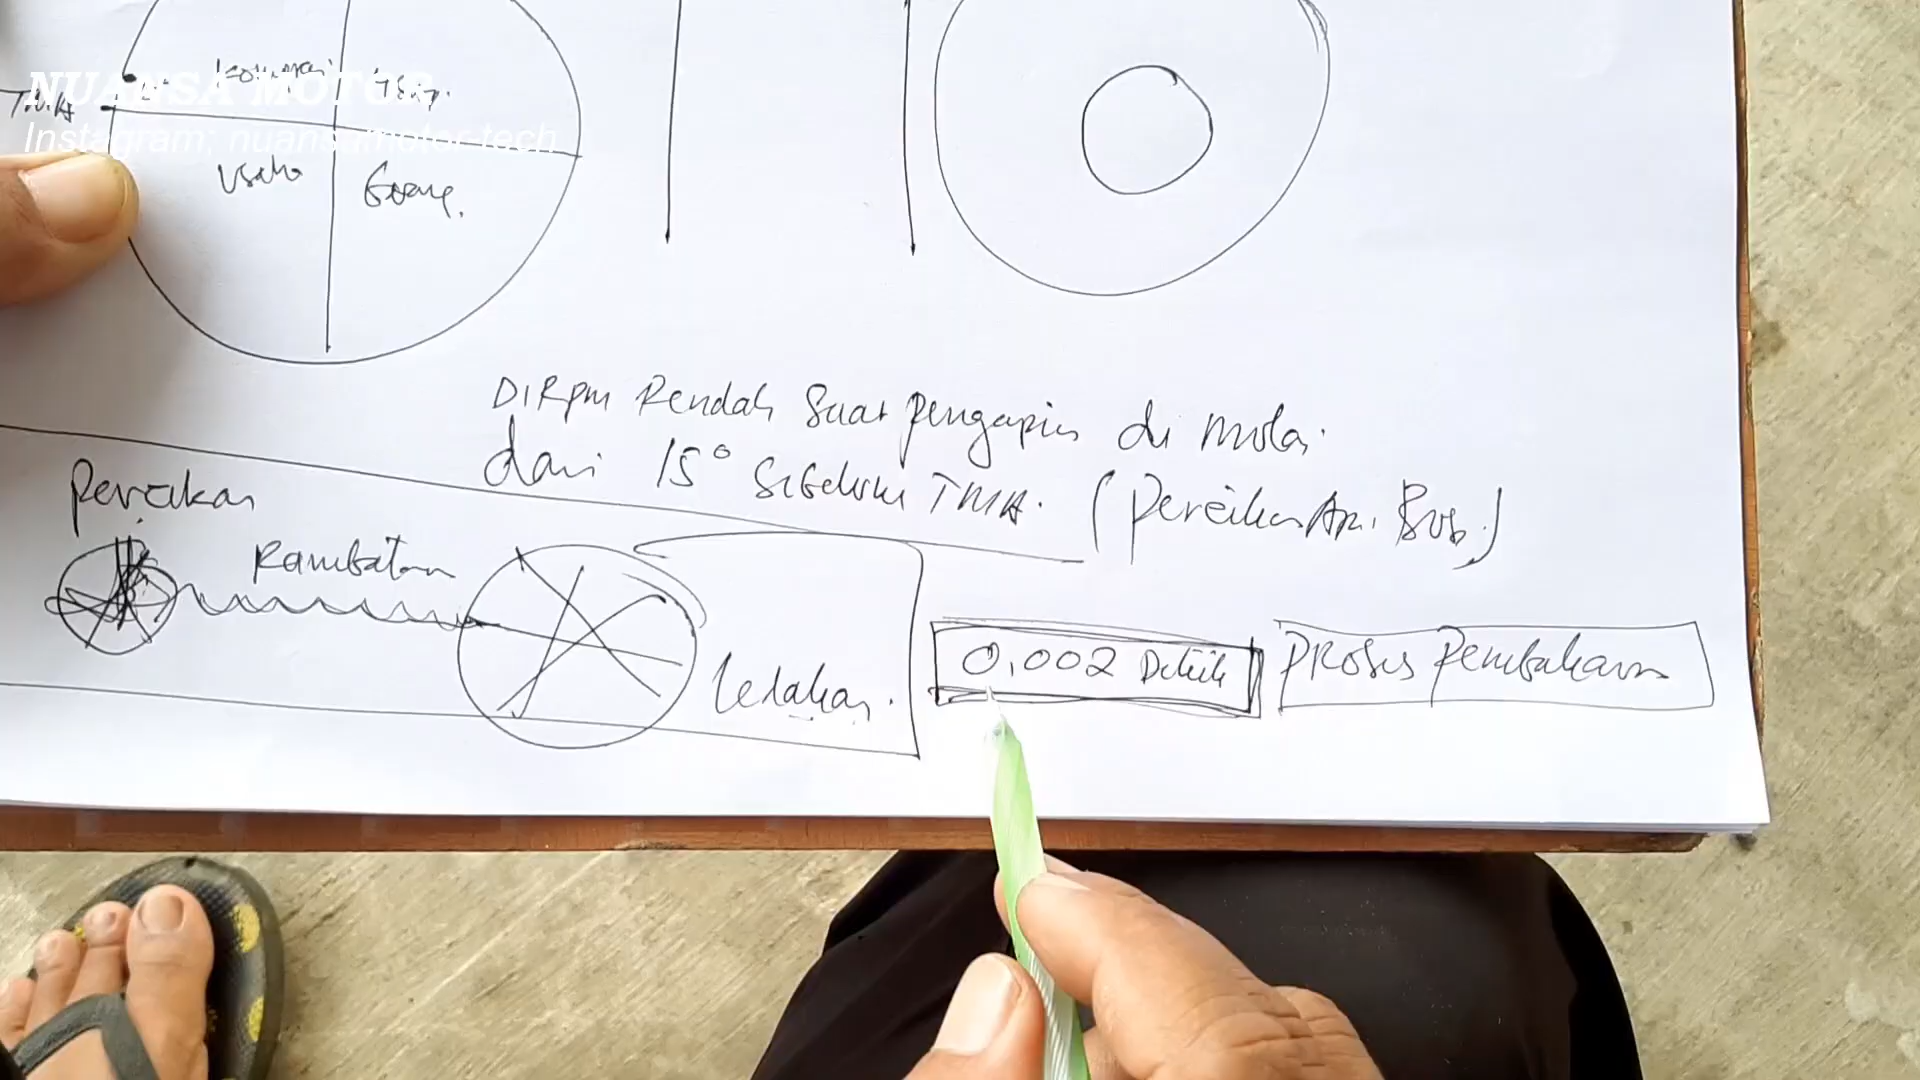 NUANSA MOTOR
Instagram; nuansamotor-tech
TMA
Usaha
Buang.
Di Rpm Rendah Saat pengapian di mulai
dari 15° Sebelum TMA. (Percikan Api Busi)
Percikan
Rambatan
Ledakan.
0,002 Detik
Proses Pembakaran